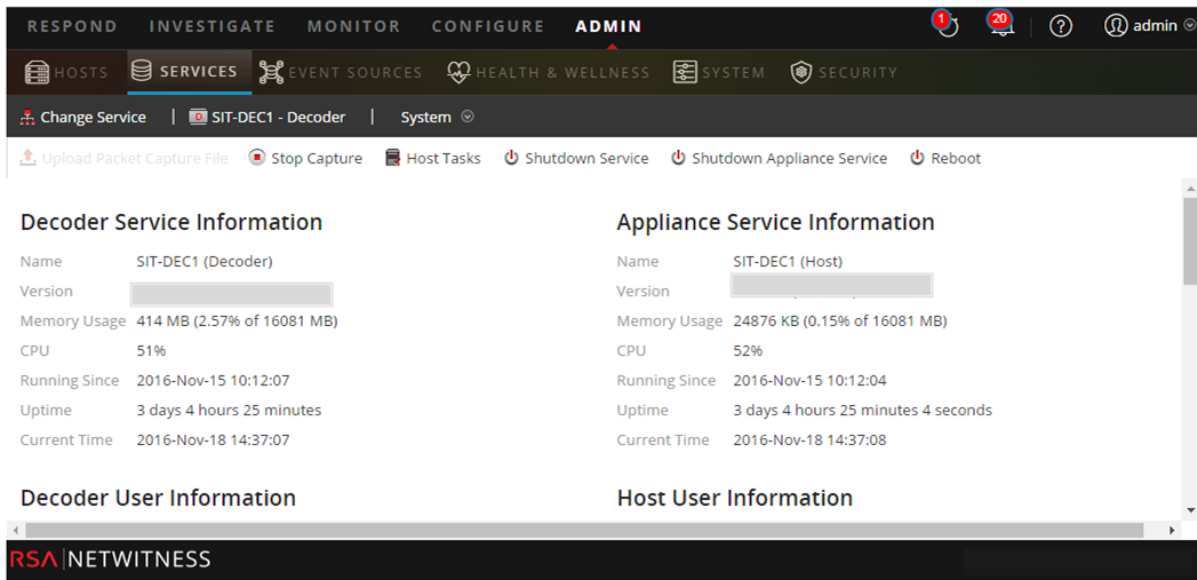 RESPOND INVESTIGATE MONITOR CONFIGURE ADMIN 1 20 ? admin
HOSTS SERVICES EVENT SOURCES HEALTH & WELLNESS SYSTEM SECURITY
Change Service | D SIT-DEC1 - Decoder | System
Upload Packet Capture File Stop Capture Host Tasks Shutdown Service Shutdown Appliance Service Reboot
Decoder Service Information
Name SIT-DEC1 (Decoder)
Version
Memory Usage 414 MB (2.57% of 16081 MB)
CPU 51%
Running Since 2016-Nov-15 10:12:07
Uptime 3 days 4 hours 25 minutes
Current Time 2016-Nov-18 14:37:07
Appliance Service Information
Name SIT-DEC1 (Host)
Version
Memory Usage 24876 KB (0.15% of 16081 MB)
CPU 52%
Running Since 2016-Nov-15 10:12:04
Uptime 3 days 4 hours 25 minutes 4 seconds
Current Time 2016-Nov-18 14:37:08
Decoder User Information
Host User Information
RSA NETWITNESS